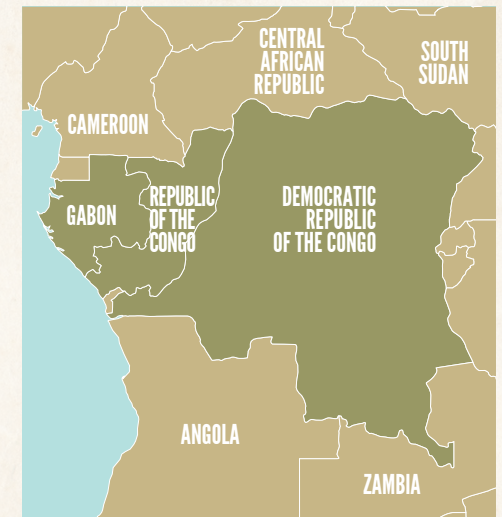 CENTRAL
AFRICAN
REPUBLIC
SOUTH
SUDAN
CAMEROON
GABON
REPUBLIC
OF THE
CONGO
DEMOCRATIC
REPUBLIC
OF THE CONGO
ANGOLA
ZAMBIA